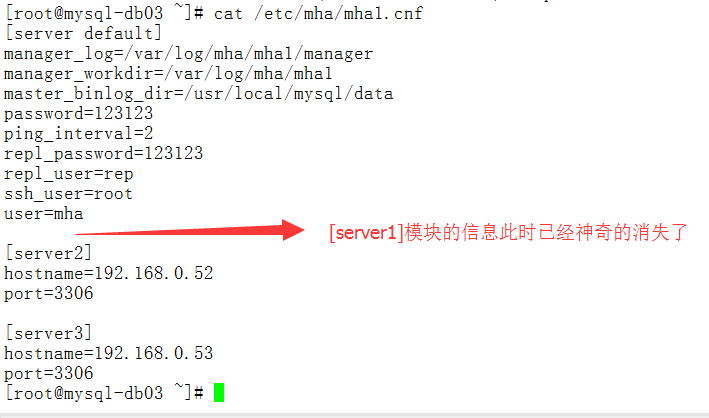 [root@mysql-db03 ~]# cat /etc/mha/mha1.cnf
[server default]
manager_log=/var/log/mha/mha1/manager
manager_workdir=/var/log/mha/mha1
master_binlog_dir=/usr/local/mysql/data
password=123123
ping_interval=2
repl_password=123123
repl_user=rep
ssh_user=root
user=mha
[server1]模块的信息此时已经神奇的消失了
[server2]
hostname=192.168.0.52
port=3306
[server3]
hostname=192.168.0.53
port=3306
[root@mysql-db03 ~]#